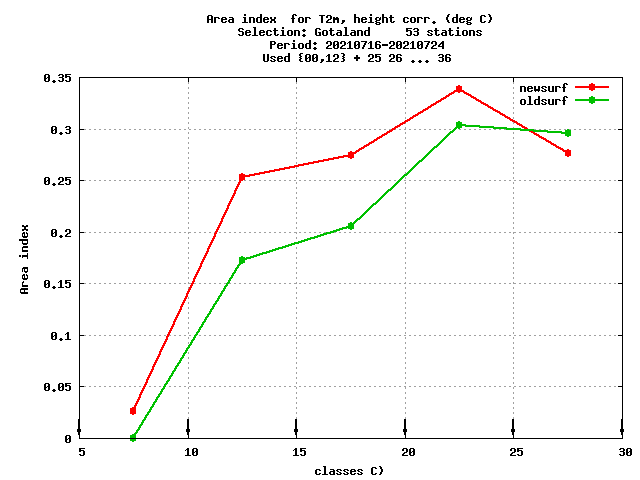 Area index  for T2m, height corr. (deg C)
Selection: Gotaland     53 stations
Period: 20210716-20210724
Used {00,12} + 25 26 ... 36
0.35
0.3
0.25
0.2
0.15
0.1
0.05
0
Area index
newsurf
oldsurf
5
10
15
20
25
30
classes C)